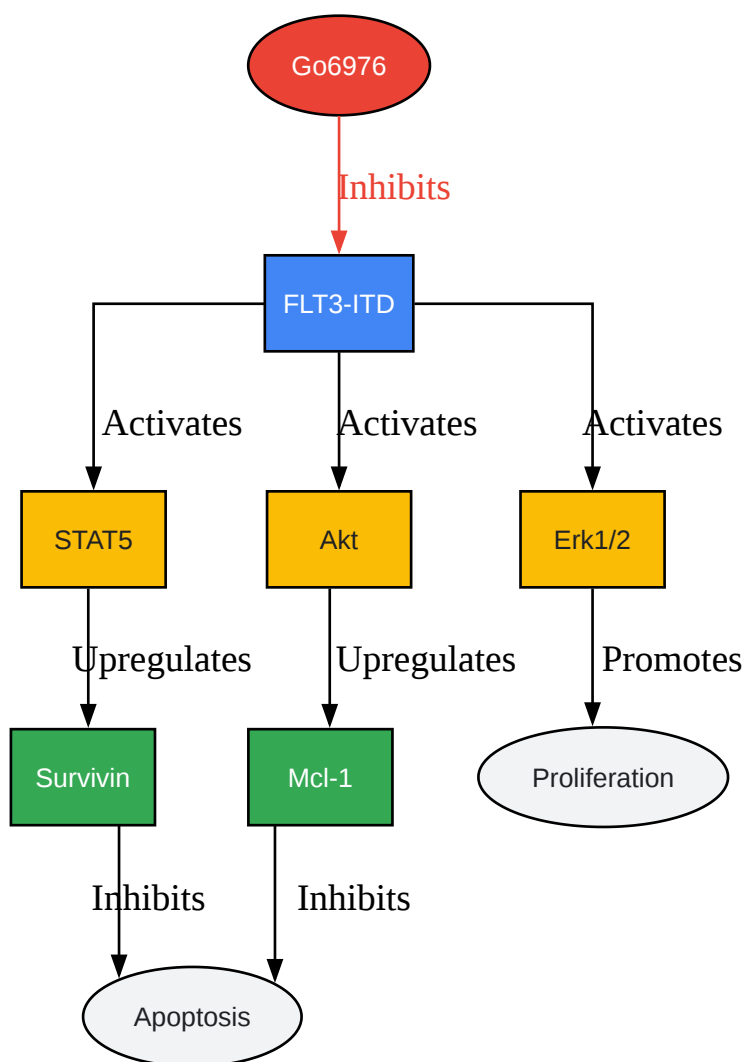 Go6976
Inhibits
FLT3-ITD
Activates
Activates
Activates
STAT5
Akt
Erk1/2
Upregulates
Upregulates
Promotes
Survivin
Mcl-1
Proliferation
Inhibits
Inhibits
Apoptosis